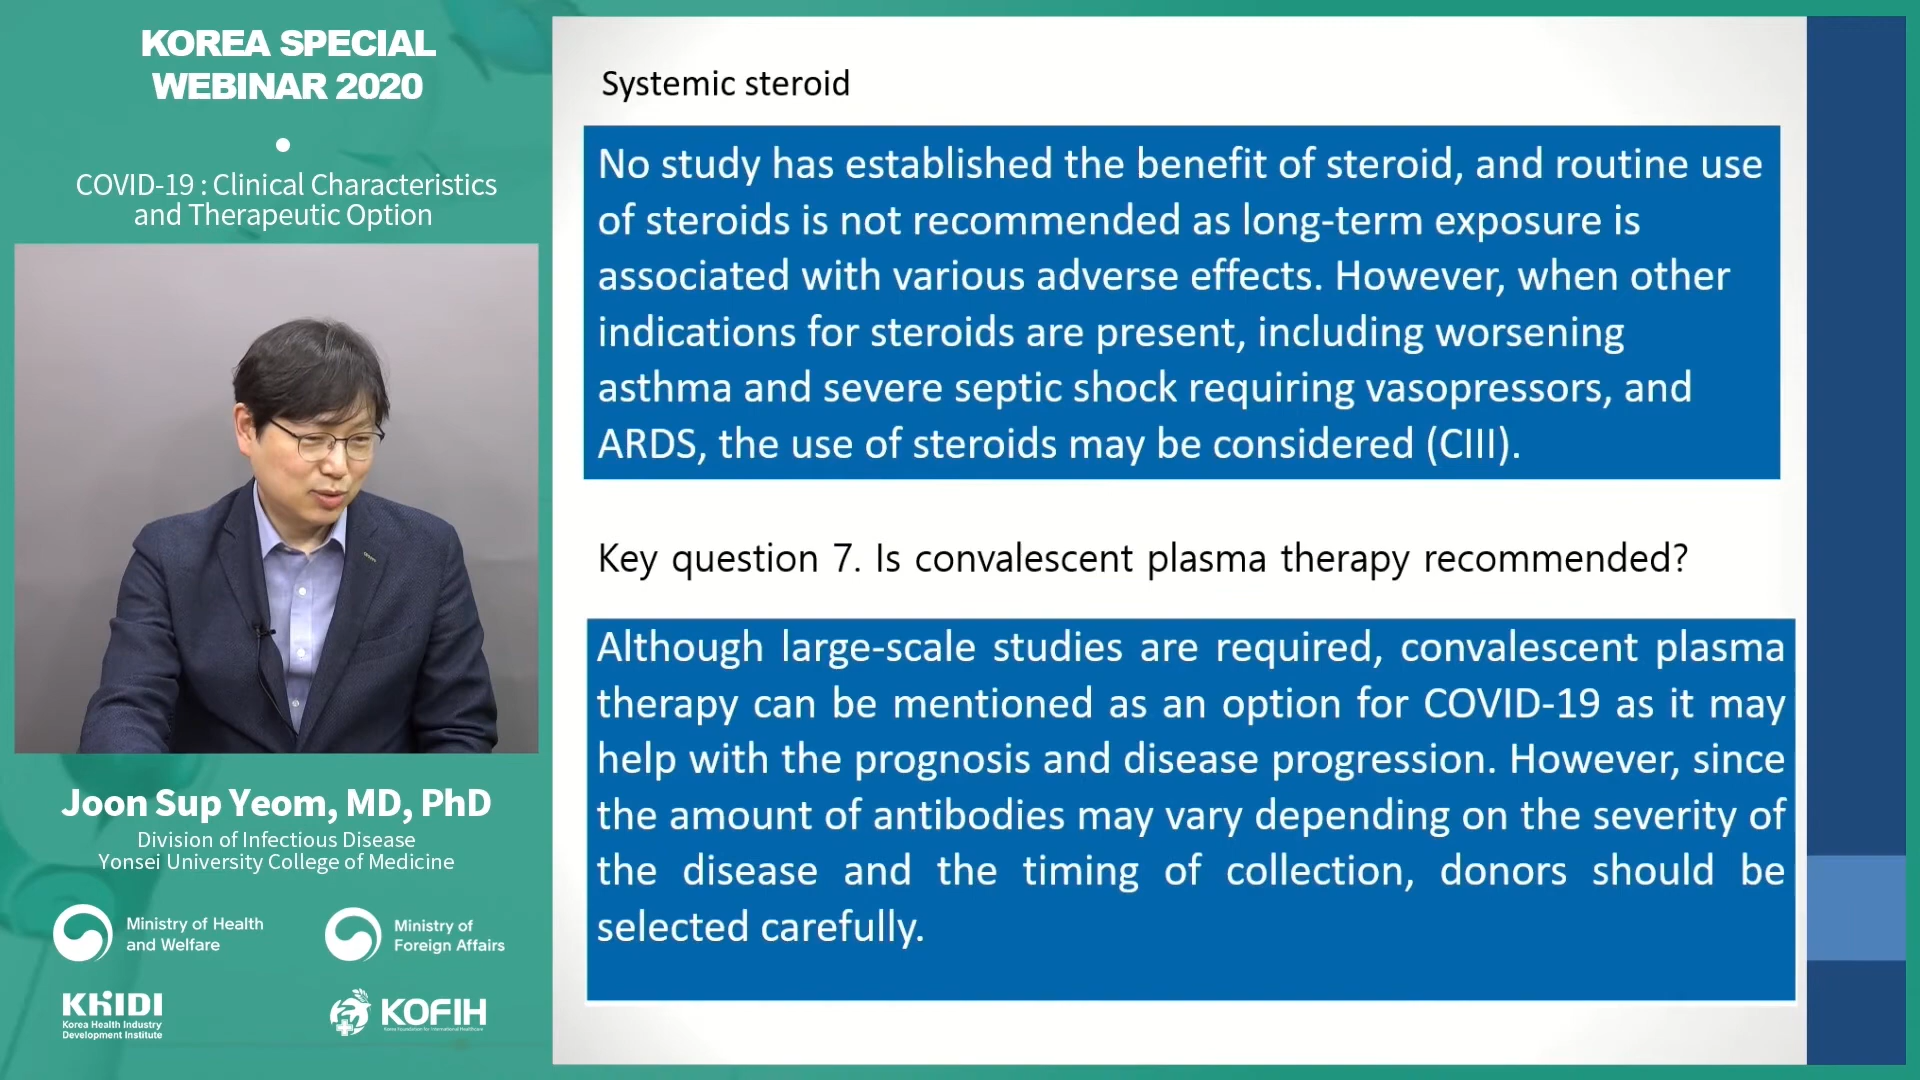 KOREA SPECIAL
WEBINAR 2020
COVID-19 : Clinical Characteristics
and Therapeutic Option
Joon Sup Yeom, MD, PhD
Division of Infectious Disease
Yonsei University College of Medicine
Ministry of Health
and Welfare
Ministry of
Foreign Affairs
KHIDI
Korea Health Industry
Development Institute
KOFIH
Korea Foundation for International Healthcare
Systemic steroid
No study has established the benefit of steroid, and routine use
of steroids is not recommended as long-term exposure is
associated with various adverse effects. However, when other
indications for steroids are present, including worsening
asthma and severe septic shock requiring vasopressors, and
ARDS, the use of steroids may be considered (CIII).
Key question 7. Is convalescent plasma therapy recommended?
Although large-scale studies are required, convalescent plasma
therapy can be mentioned as an option for COVID-19 as it may
help with the prognosis and disease progression. However, since
the amount of antibodies may vary depending on the severity of
the disease and the timing of collection, donors should be
selected carefully.